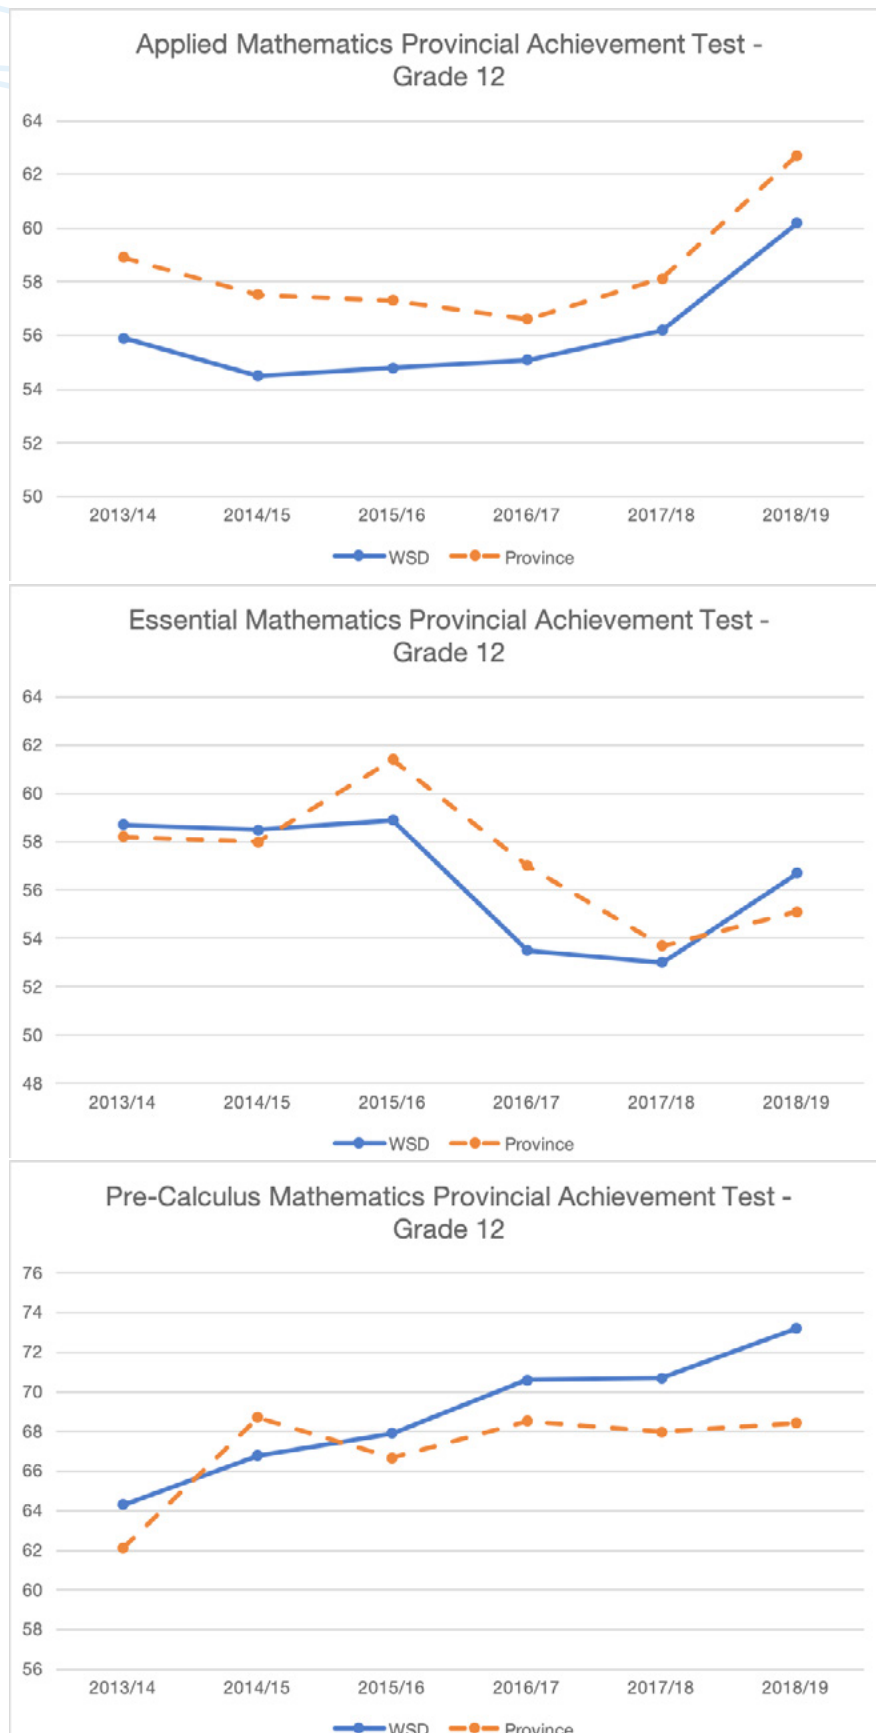 Applied Mathematics Provincial Achievement Test -
Grade 12
64
62
60
58
56
54
52
50
2013/14 2014/15 2015/16 2016/17 2017/18 2018/19
WSD Province
Essential Mathematics Provincial Achievement Test -
Grade 12
64
62
60
58
56
54
52
50
48
2013/14 2014/15 2015/16 2016/17 2017/18 2018/19
WSD Province
Pre-Calculus Mathematics Provincial Achievement Test -
Grade 12
76
74
72
70
68
66
64
62
60
58
56
2013/14 2014/15 2015/16 2016/17 2017/18 2018/19
WSD Province